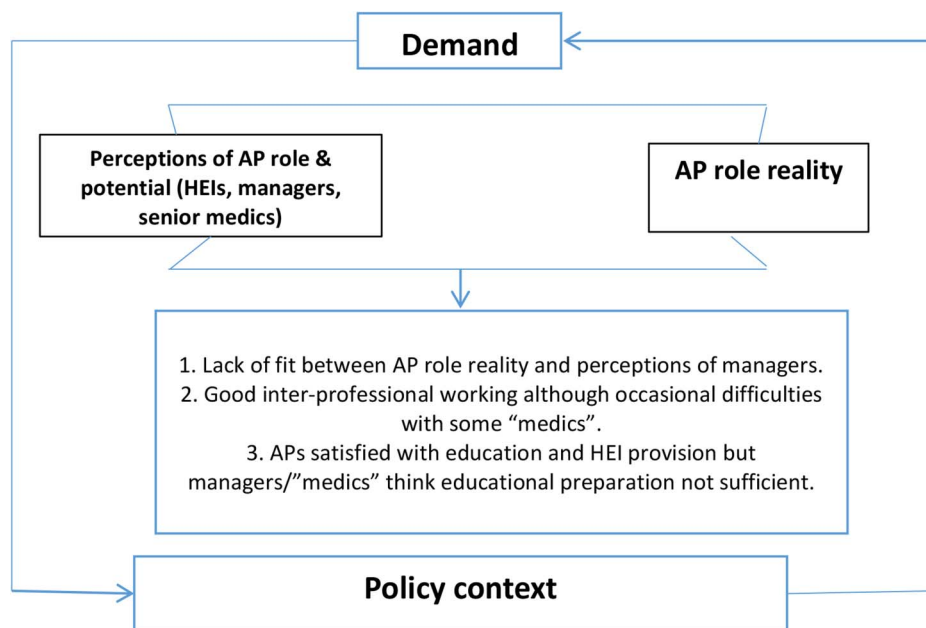 Demand
Perceptions of AP role &
potential (HEIs, managers,
senior medics)
AP role reality
1. Lack of fit between AP role reality and perceptions of managers.
2. Good inter-professional working although occasional difficulties
with some “medics”.
3. APs satisfied with education and HEI provision but
managers/”medics” think educational preparation not sufficient.
Policy context